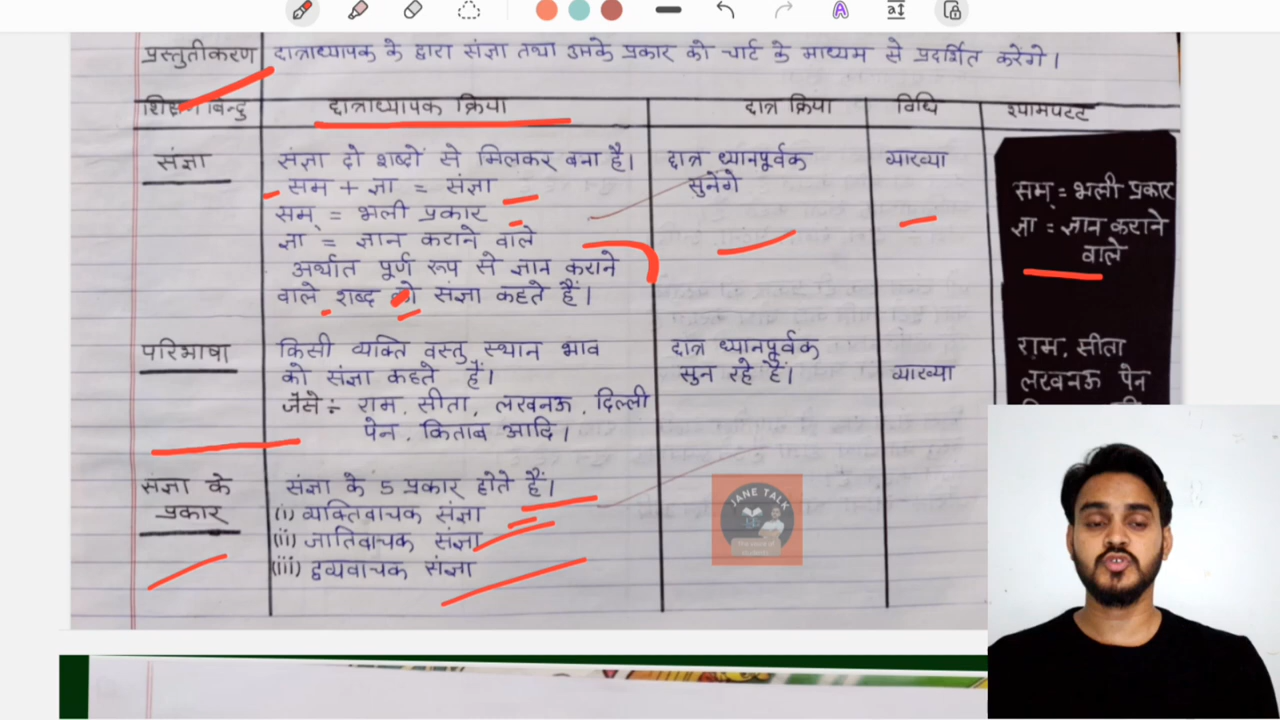 प्रस्तुतीकरण छात्राध्यापक के द्वारा संज्ञा तथा उसके प्रकार को चार्ट के माध्यम से प्रदर्शित करेंगे।
शिक्षण बिन्दु छात्राध्यापक क्रिया छात्र क्रिया विधि श्यामपटट
संज्ञा संज्ञा दो शब्दों से मिलकर बना है। छात्र ध्यानपूर्वक व्याख्या
सम + ज्ञा = संज्ञा सुनेंगे सम् = भली प्रकार
सम् = भली प्रकार ज्ञा = ज्ञान कराने
ज्ञा = ज्ञान कराने वाले वाले
अर्थात पूर्ण रूप से ज्ञान कराने
वाले शब्द को संज्ञा कहते हैं।
परिभाषा किसी व्यक्ति वस्तु स्थान भाव छात्र ध्यानपूर्वक राम, सीता
को संज्ञा कहते हैं। सुन रहे हैं। व्याख्या लखनऊ पेन
जैसे:- राम, सीता, लखनऊ, दिल्ली
पेन, किताब आदि।
संज्ञा के संज्ञा के 5 प्रकार होते हैं।
प्रकार (i) व्यक्तिवाचक संज्ञा
(ii) जातिवाचक संज्ञा
(iii) द्रव्यवाचक संज्ञा
JANE TALK